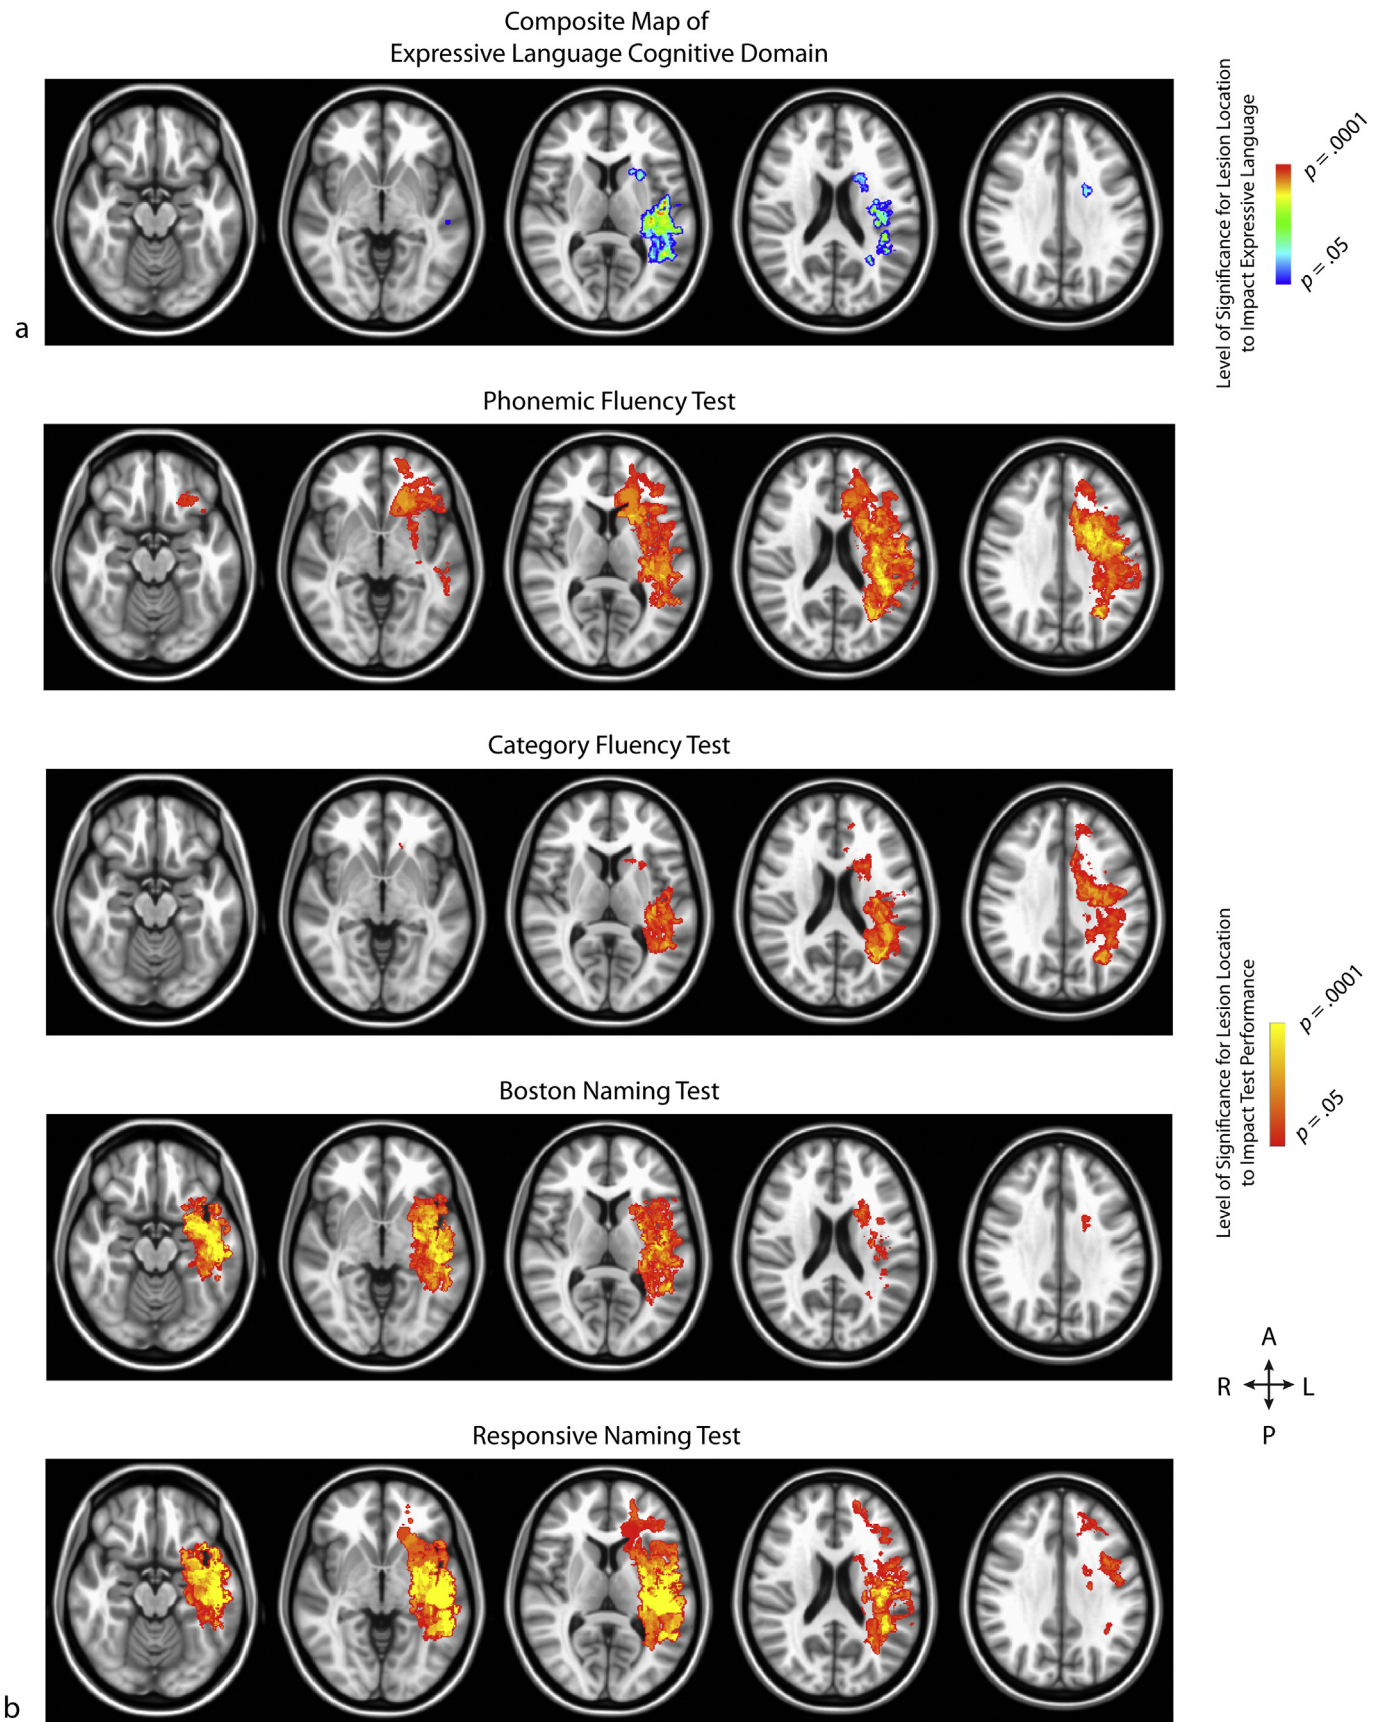 Composite Map of
Expressive Language Cognitive Domain
Level of Significance for Lesion Location
to Impact Expressive Language
p = .0001
p = .05
a
Phonemic Fluency Test
Category Fluency Test
Level of Significance for Lesion Location
to Impact Test Performance
p = .0001
p = .05
Boston Naming Test
A
R L
P
Responsive Naming Test
b